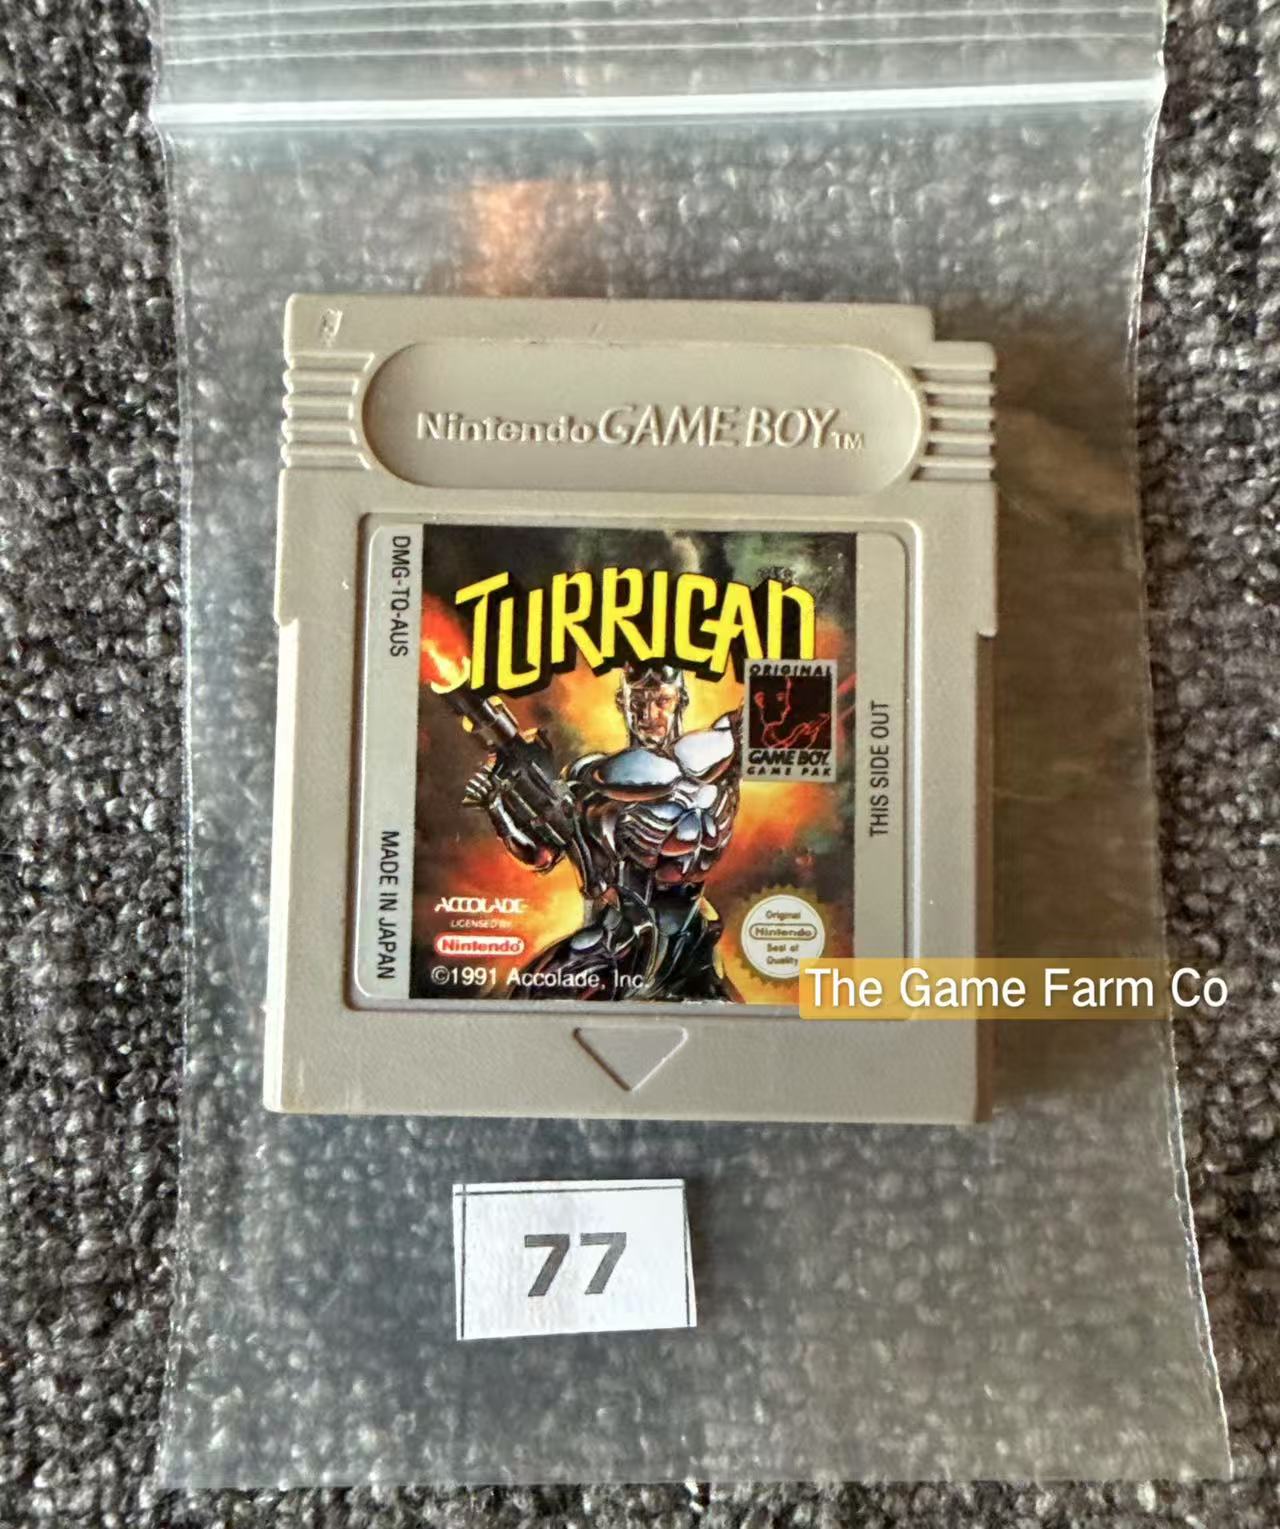 Nintendo GAME BOY TM
DMG-TQ-AUS
TURRICAN
ORIGINAL
GAME BOY
GAME PAK
THIS SIDE OUT
MADE IN JAPAN
ACCOLADE
LICENSED BY
Nintendo
©1991 Accolade, Inc.
Original
Nintendo
Seal of
Quality
The Game Farm Co
77